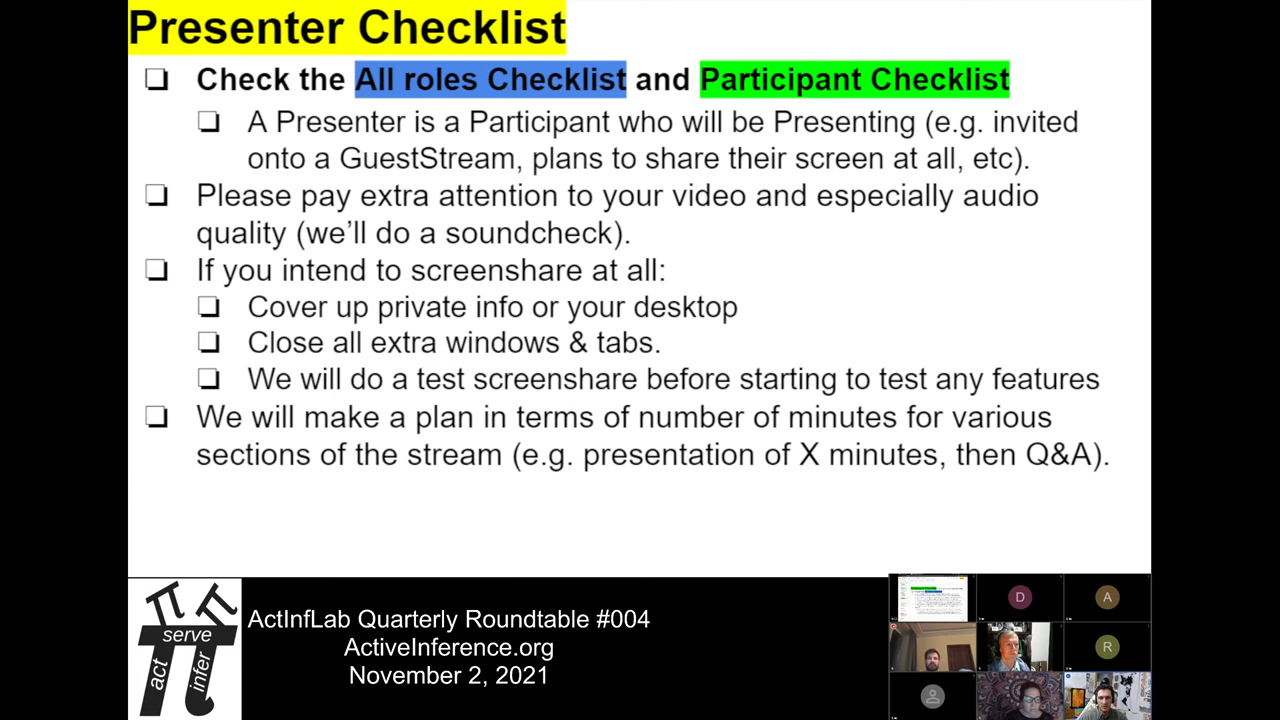 Presenter Checklist
Check the All roles Checklist and Participant Checklist
A Presenter is a Participant who will be Presenting (e.g. invited
onto a GuestStream, plans to share their screen at all, etc).
Please pay extra attention to your video and especially audio
quality (we'll do a soundcheck).
If you intend to screenshare at all:
Cover up private info or your desktop
Close all extra windows & tabs.
We will do a test screenshare before starting to test any features
We will make a plan in terms of number of minutes for various
sections of the stream (e.g. presentation of X minutes, then Q&A).
serve
act
infer
ActInfLab Quarterly Roundtable #004
ActiveInference.org
November 2, 2021
D
A
R